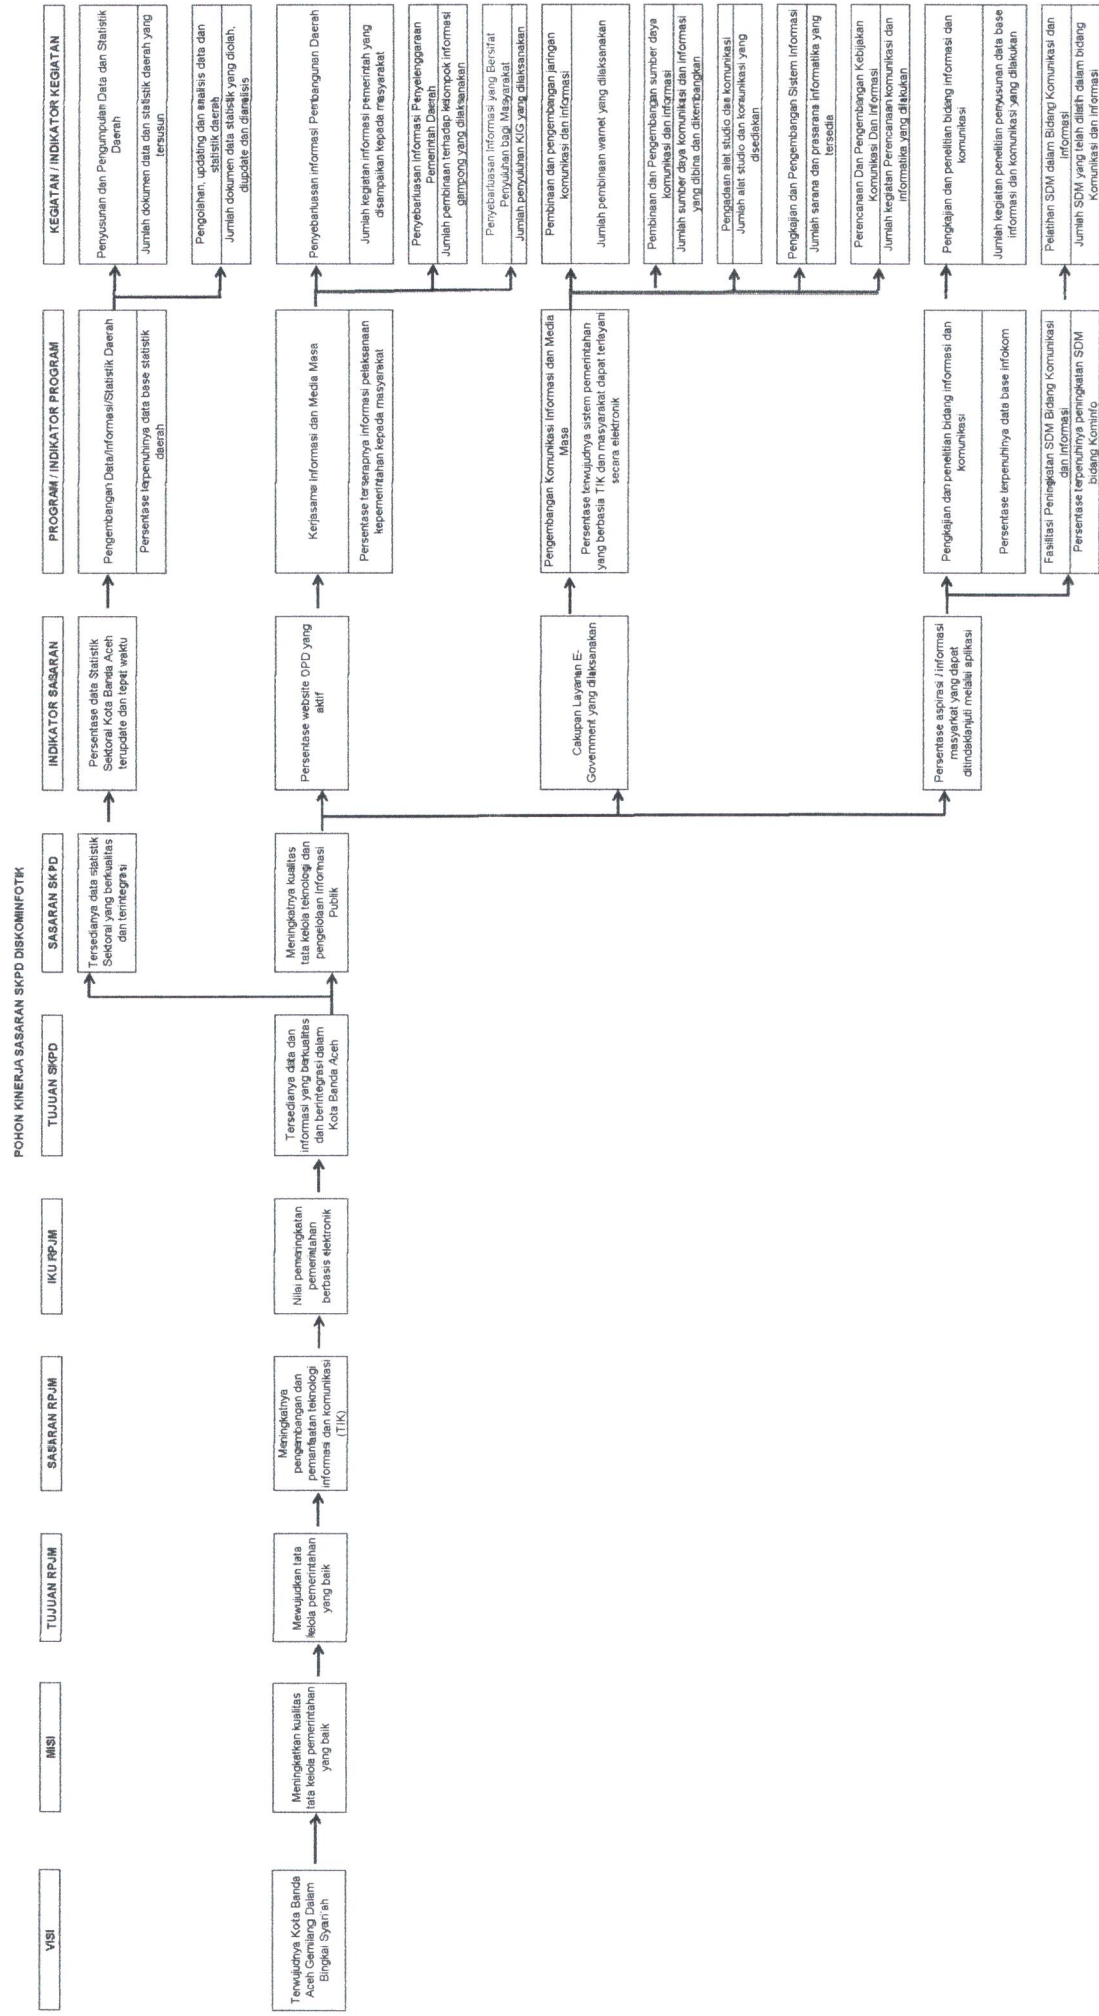 POHON KINERJA SASARAN SKPD DISKOMINFOTIK
VISI
MISI
TUJUAN RPJM
SASARAN RPJM
IKU RPJM
TUJUAN SKPD
SASARAN SKPD
INDIKATOR SASARAN
PROGRAM / INDIKATOR PROGRAM
KEGIATAN / INDIKATOR KEGIATAN
Terwujudnya Kota Banda
Aceh Gemilang Dalam
Bingkai Syari'ah
Meningkatkan kualitas
tata kelola pemerintahan
yang baik
Mewujudkan tata
kelola pemerintahan
yang baik
Meningkatnya
pengembangan dan
pemanfaatan teknologi
informasi dan komunikasi
(TIK)
Nilai pemeringkatan
pemerintahan
berbasis elektronik
Tersedianya data dan
informasi yang berkualitas
dan berintegrasi dalam
Kota Banda Aceh
Tersedianya data statistik
Sektoral yang berkualitas
dan terintegrasi
Meningkatnya kualitas
tata kelola teknologi dan
pengelolaan Informasi
Publik
Persentase data Statistik
Sektoral Kota Banda Aceh
terupdate dan tepat waktu
Persentase website OPD yang
aktif
Cakupan Layanan E-
Government yang dilaksanakan
Persentase aspirasi / informasi
masyarkat yang dapat
ditindaklanjuti melalei aplikasi
Pengembangan Data/Informasi/Statistik Daerah
Persentase terpenuhinya data base statistik
daerah
Kerjasama Informasi dan Media Masa
Persentase terserapnya informasi pelaksanaan
kepemerintahan kepada masyarakat
Pengembangan Komunikasi Informasi dan Media
Masa
Persentase terwujudnya sistem pemerintahan
yang berbasia TIK dan masyarakat dapat terlayani
secara elektronik
Pengkajian dan penelitian bidang informasi dan
komunikasi
Persentase terpenuhinya data base infokom
Fasilitasi Peningkatan SDM Bidang Komunikasi
dan Informasi
Persentase terpenuhinya peningkatan SDM
bidang Kominfo
Penyusunan dan Pengumpulan Data dan Statistik
Daerah
Jumlah dokumen data dan statistik daerah yang
tersusun
Pengolahan, updating dan analisis data dan
statistik daerah
Jumlah dokumen data statistik yang diolah,
diupdate dan dianalisis
Penyebarluasan informasi Pembangunan Daerah
Jumlah kegiatan informasi pemerintah yang
disampaikan kepada masyarakat
Penyebarluasan Informasi Penyelenggaraan
Pemerintah Daerah
Jumlah pembinaan terhadap kelompok informasi
gampong yang dilaksanakan
Penyebarluasan Informasi yang Bersifat
Penyuluhan bagi Masyarakat
Jumlah penyuluhan KIG yang dilaksanakan
Pembinaan dan pengembangan jaringan
komunikasi dan informasi
Jumlah pembinaan warnet yang dilaksanakan
Pembinaan dan Pengembangan sumber daya
komunikasi dan informasi
Jumlah sumber daya komunikasi dan Informasi
yang dibina dan dikembangkan
Pengadaan alat studio dan komunikasi
Jumlah alat studio dan komunikasi yang
disediakan
Pengkajian dan Pengembangan Sistem Informasi
Jumlah sarana dan prasarana informatika yang
tersedia
Perencanan Dan Pengembangan Kebijakan
Komunikasi Dan Informasi
Jumlah kegiatan Perencanan komunikasi dan
informatika yang dilakukan
Pengkajian dan penelitian bidang informasi dan
komunikasi
Jumlah kegiatan penelitian penyusunan data base
informasi dan komunikasi yang dilakukan
Pelatihan SDM dalam Bidang Komunikasi dan
Informasi
Jumlah SDM yang telah dilatih dalam bidang
Komunikasi dan Informasi